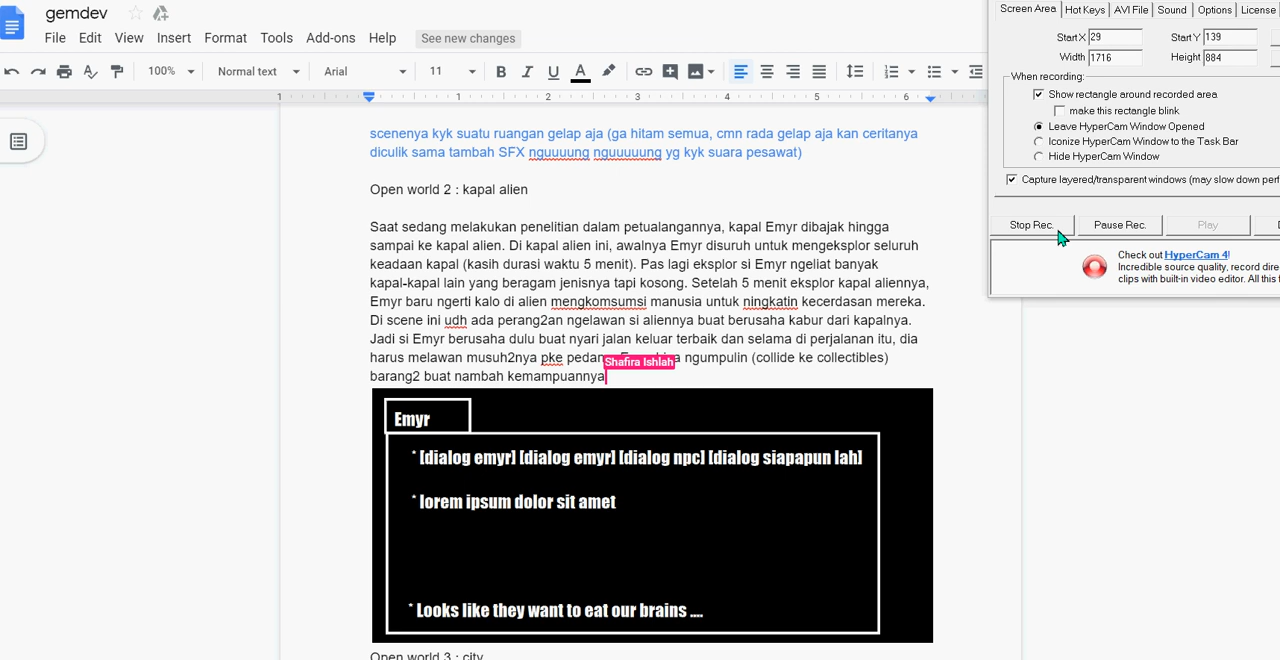 gemdev
File Edit View Insert Format Tools Add-ons Help See new changes
100% Normal text Arial 11 B I U A
1 1 2 3 4 5 6
Screen Area Hot Keys AVI File Sound Options License
Start X 29 Start Y 139
Width 1716 Height 884
When recording:
Show rectangle around recorded area
make this rectangle blink
Leave HyperCam Window Opened
Iconize HyperCam Window to the Task Bar
Hide HyperCam Window
Capture layered/transparent windows (may slow down perf
Stop Rec. Pause Rec. Play
Check out HyperCam 4!
Incredible source quality, record dire
clips with built-in video editor. All this f
scenenya kyk suatu ruangan gelap aja (ga hitam semua, cmn rada gelap aja kan ceritanya
diculik sama tambah SFX nguuuung nguuuuung yg kyk suara pesawat)
Open world 2 : kapal alien
Saat sedang melakukan penelitian dalam petualangannya, kapal Emyr dibajak hingga
sampai ke kapal alien. Di kapal alien ini, awalnya Emyr disuruh untuk mengeksplor seluruh
keadaan kapal (kasih durasi waktu 5 menit). Pas lagi eksplor si Emyr ngeliat banyak
kapal-kapal lain yang beragam jenisnya tapi kosong. Setelah 5 menit eksplor kapal aliennya,
Emyr baru ngerti kalo di alien mengkomsumsi manusia untuk ningkatin kecerdasan mereka.
Di scene ini udh ada perang2an ngelawan si aliennya buat berusaha kabur dari kapalnya.
Jadi si Emyr berusaha dulu buat nyari jalan keluar terbaik dan selama di perjalanan itu, dia
harus melawan musuh2nya pke ngumpulin (collide ke collectibles)
Shafira Ishlah
barang2 buat nambah kemampuannya
Emyr
* [dialog emyr] [dialog emyr] [dialog npc] [dialog siapapun lah]
* lorem ipsum dolor sit amet
* Looks like they want to eat our brains ....
Open world 3 : city